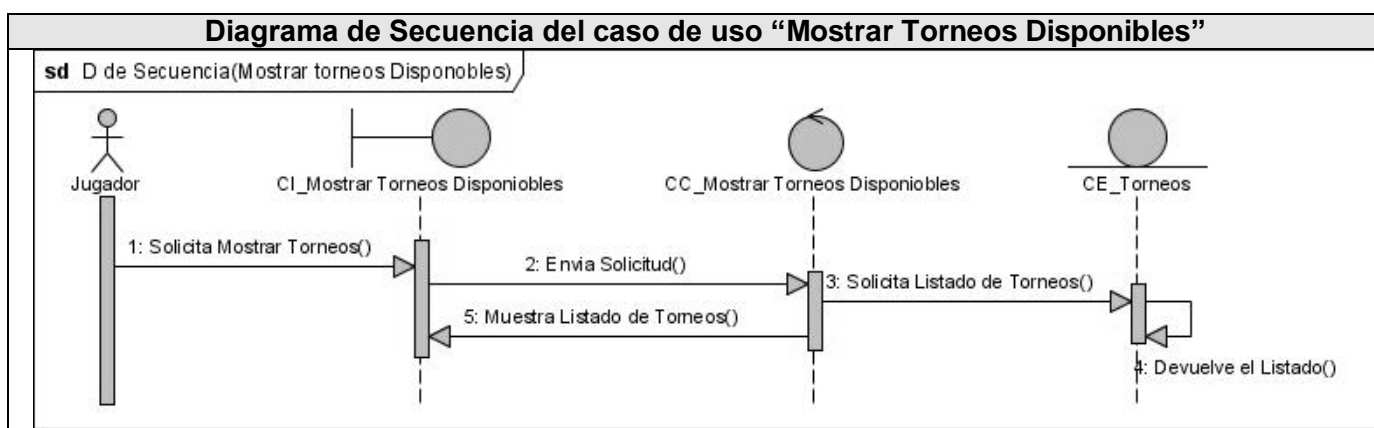 Diagrama de Secuencia del caso de uso “Mostrar Torneos Disponibles”
sd D de Secuencia(Mostrar torneos Disponobles)
Jugador
CI_Mostrar Torneos Disponiobles
CC_Mostrar Torneos Disponiobles
CE_Torneos
1: Solicita Mostrar Torneos()
2: Envia Solicitud()
3: Solicita Listado de Torneos()
5: Muestra Listado de Torneos()
4: Devuelve el Listado()